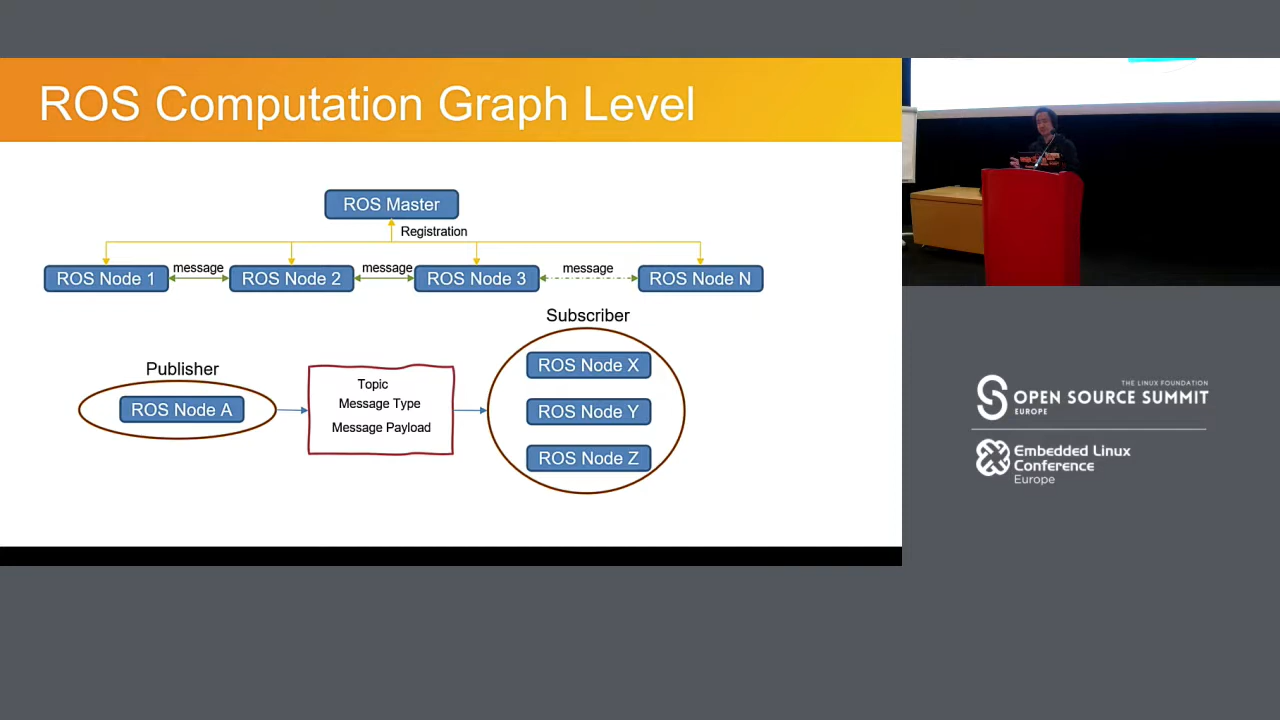 ROS Computation Graph Level
ROS Master
Registration
ROS Node 1
message
ROS Node 2
message
ROS Node 3
message
ROS Node N
Publisher
ROS Node A
Topic
Message Type
Message Payload
Subscriber
ROS Node X
ROS Node Y
ROS Node Z
THE LINUX FOUNDATION
OPEN SOURCE SUMMIT
EUROPE
Embedded Linux
Conference
Europe